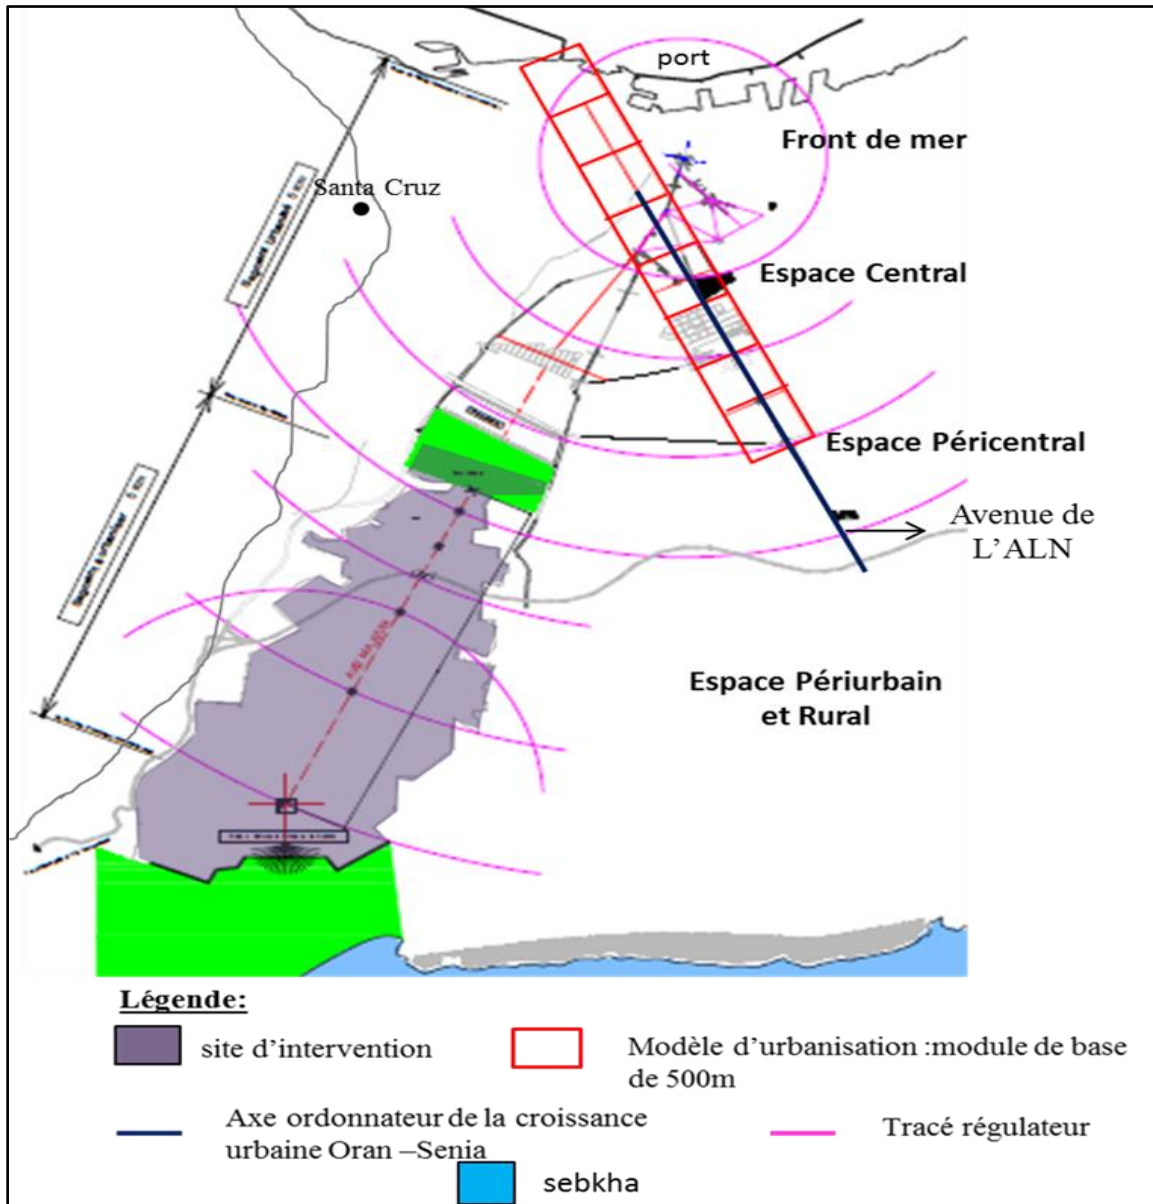 port
Front de mer
Santa Cruz
Espace Central
Espace Péricentral
Avenue de
L'ALN
Espace Périurbain
et Rural
Légende:
site d'intervention
Modèle d'urbanisation :module de base
de 500m
Axe ordonnateur de la croissance
urbaine Oran –Senia
Tracé régulateur
sebkha